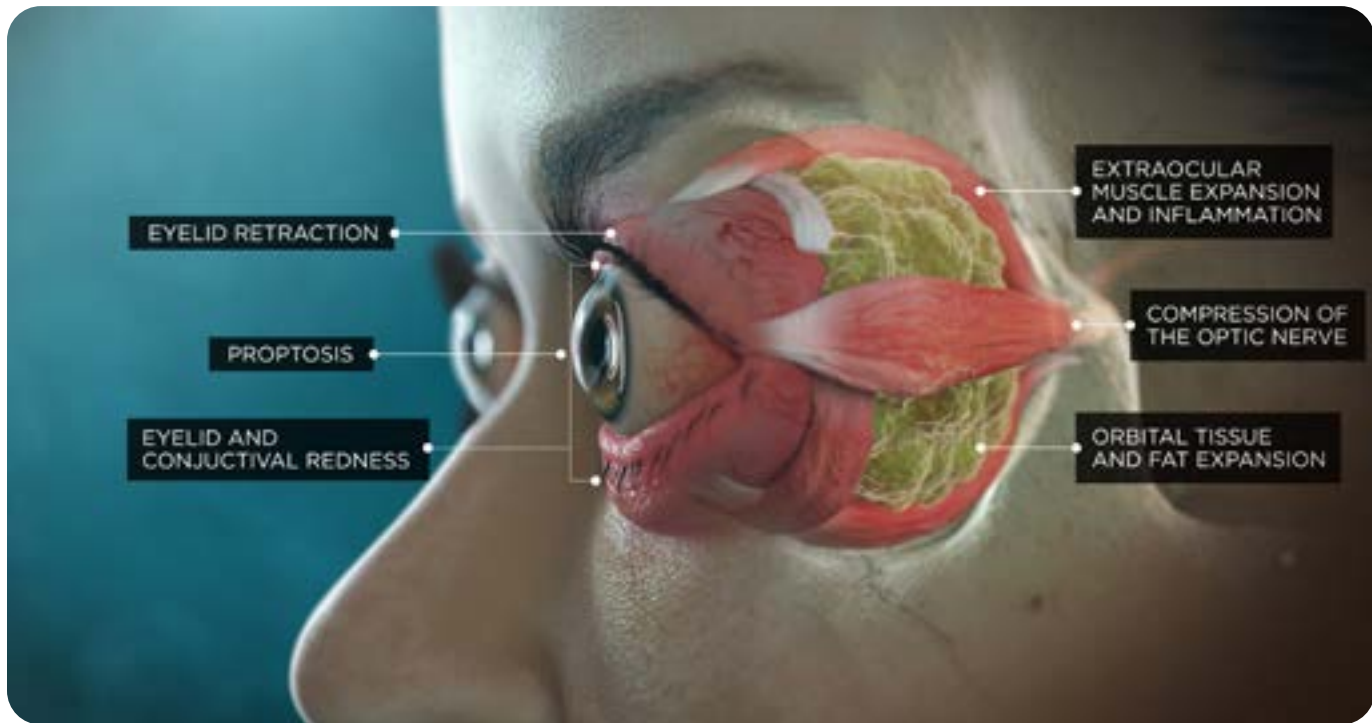 EYELID RETRACTION
PROPTOSIS
EYELID AND
CONJUCTIVAL REDNESS
EXTRAOCULAR
MUSCLE EXPANSION
AND INFLAMMATION
COMPRESSION OF
THE OPTIC NERVE
ORBITAL TISSUE
AND FAT EXPANSION